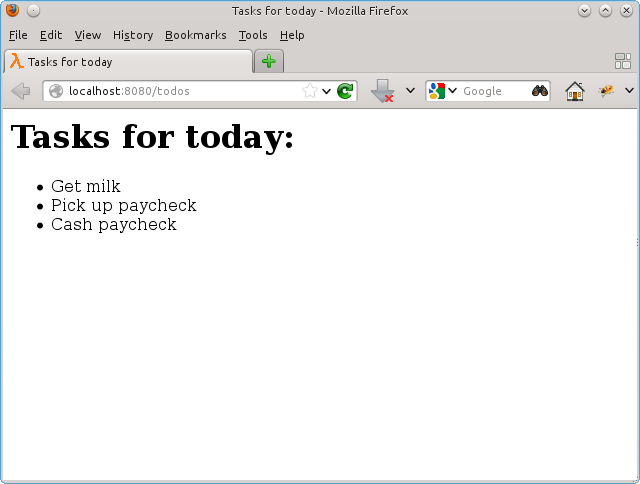 Tasks for today - Mozilla Firefox
File Edit View History Bookmarks Tools Help
Tasks for today
localhost:8080/todos Google
Tasks for today:
Get milk
Pick up paycheck
Cash paycheck